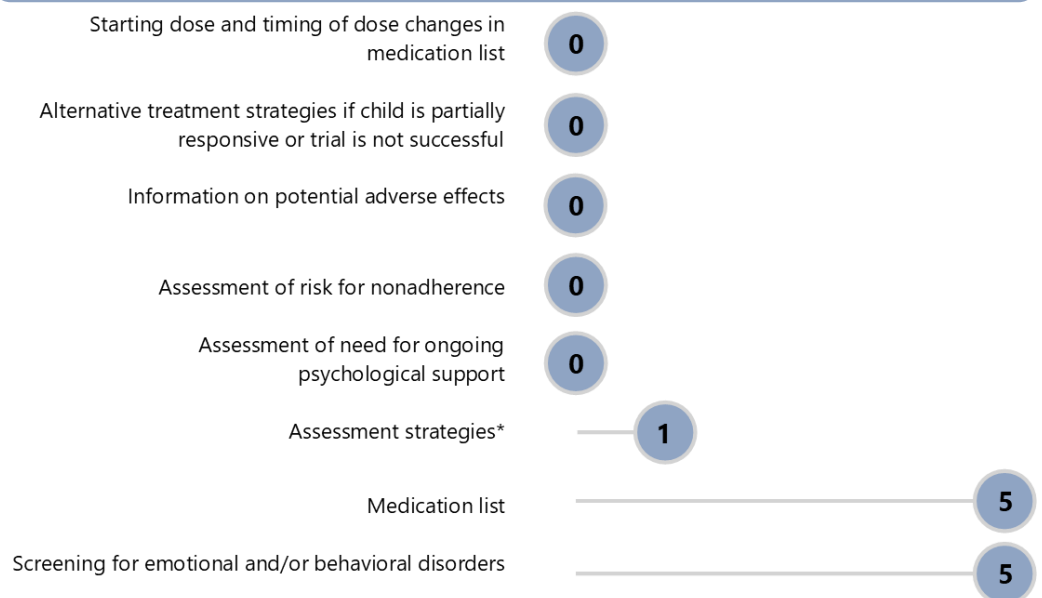 Starting dose and timing of dose changes in
medication list
0
Alternative treatment strategies if child is partially
responsive or trial is not successful
0
Information on potential adverse effects
0
Assessment of risk for nonadherence
0
Assessment of need for ongoing
psychological support
0
Assessment strategies*
1
Medication list
5
Screening for emotional and/or behavioral disorders
5